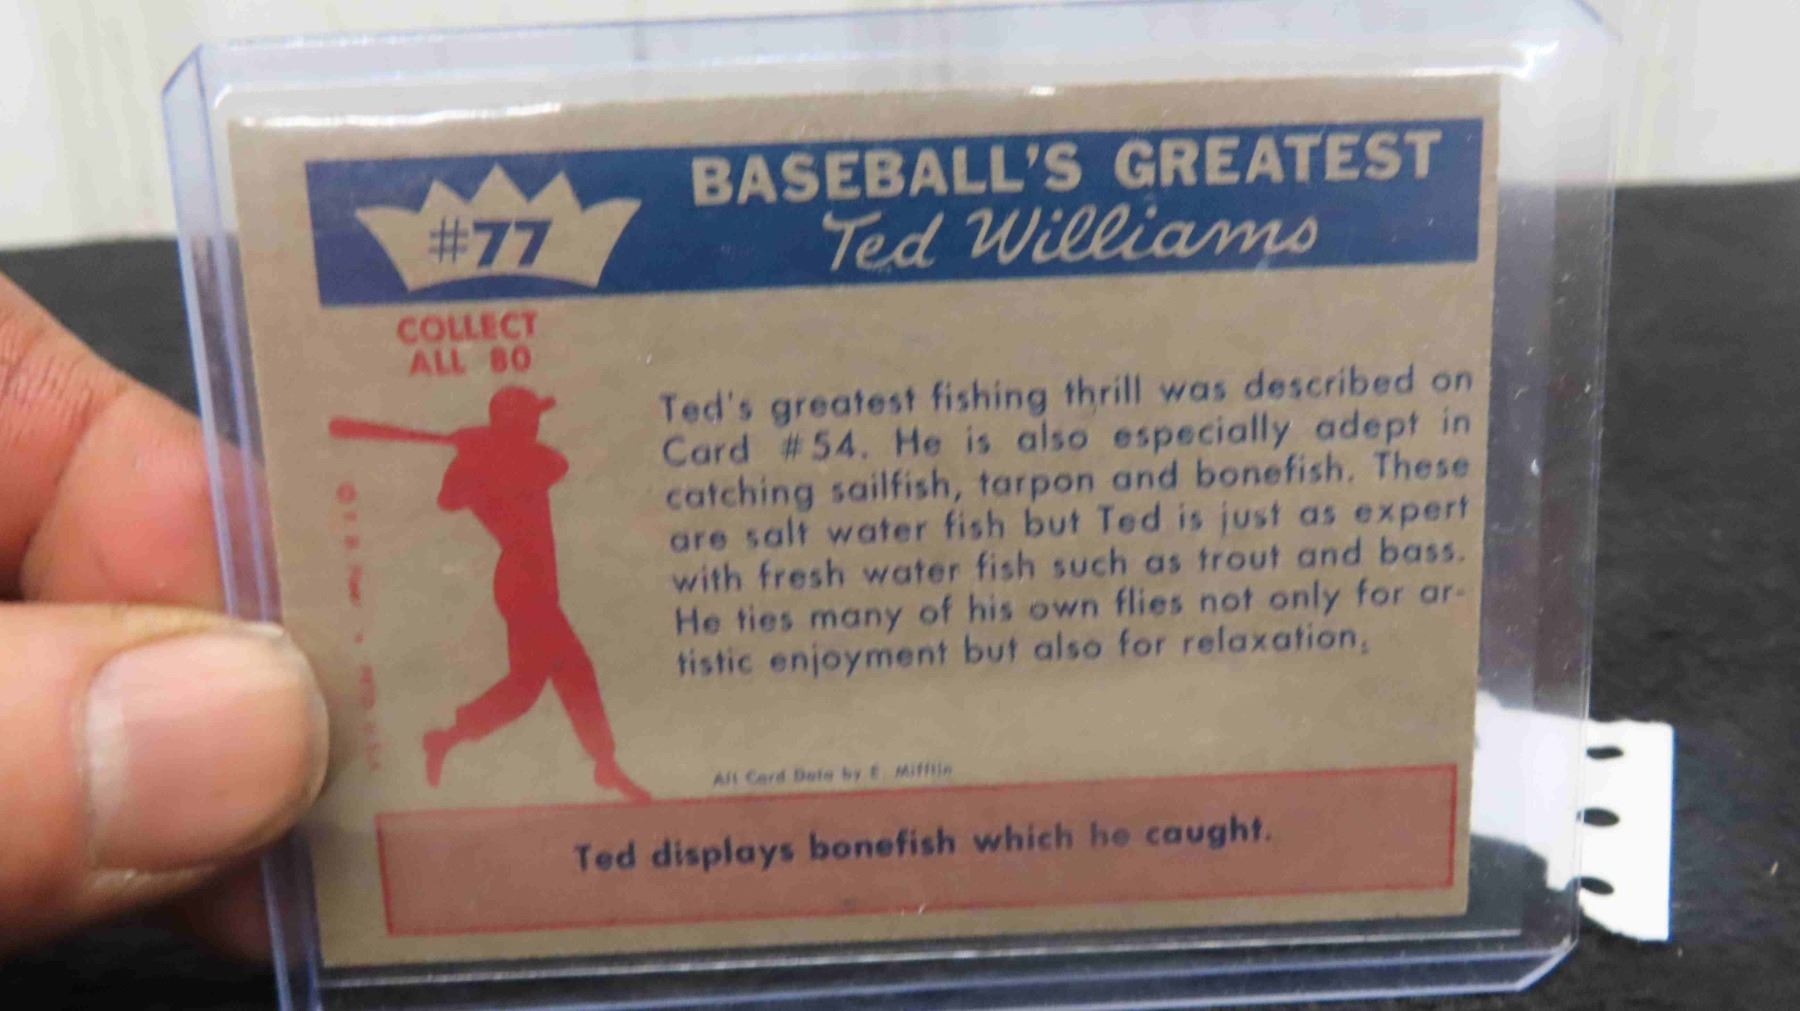 #77
BASEBALL'S GREATEST
Ted Williams
COLLECT
ALL 80
Ted's greatest fishing thrill was described on
Card #54. He is also especially adept in
catching sailfish, tarpon and bonefish. These
are salt water fish but Ted is just as expert
with fresh water fish such as trout and bass.
He ties many of his own flies not only for ar-
tistic enjoyment but also for relaxation.
All Card Data by E. Mifflin
Ted displays bonefish which he caught.